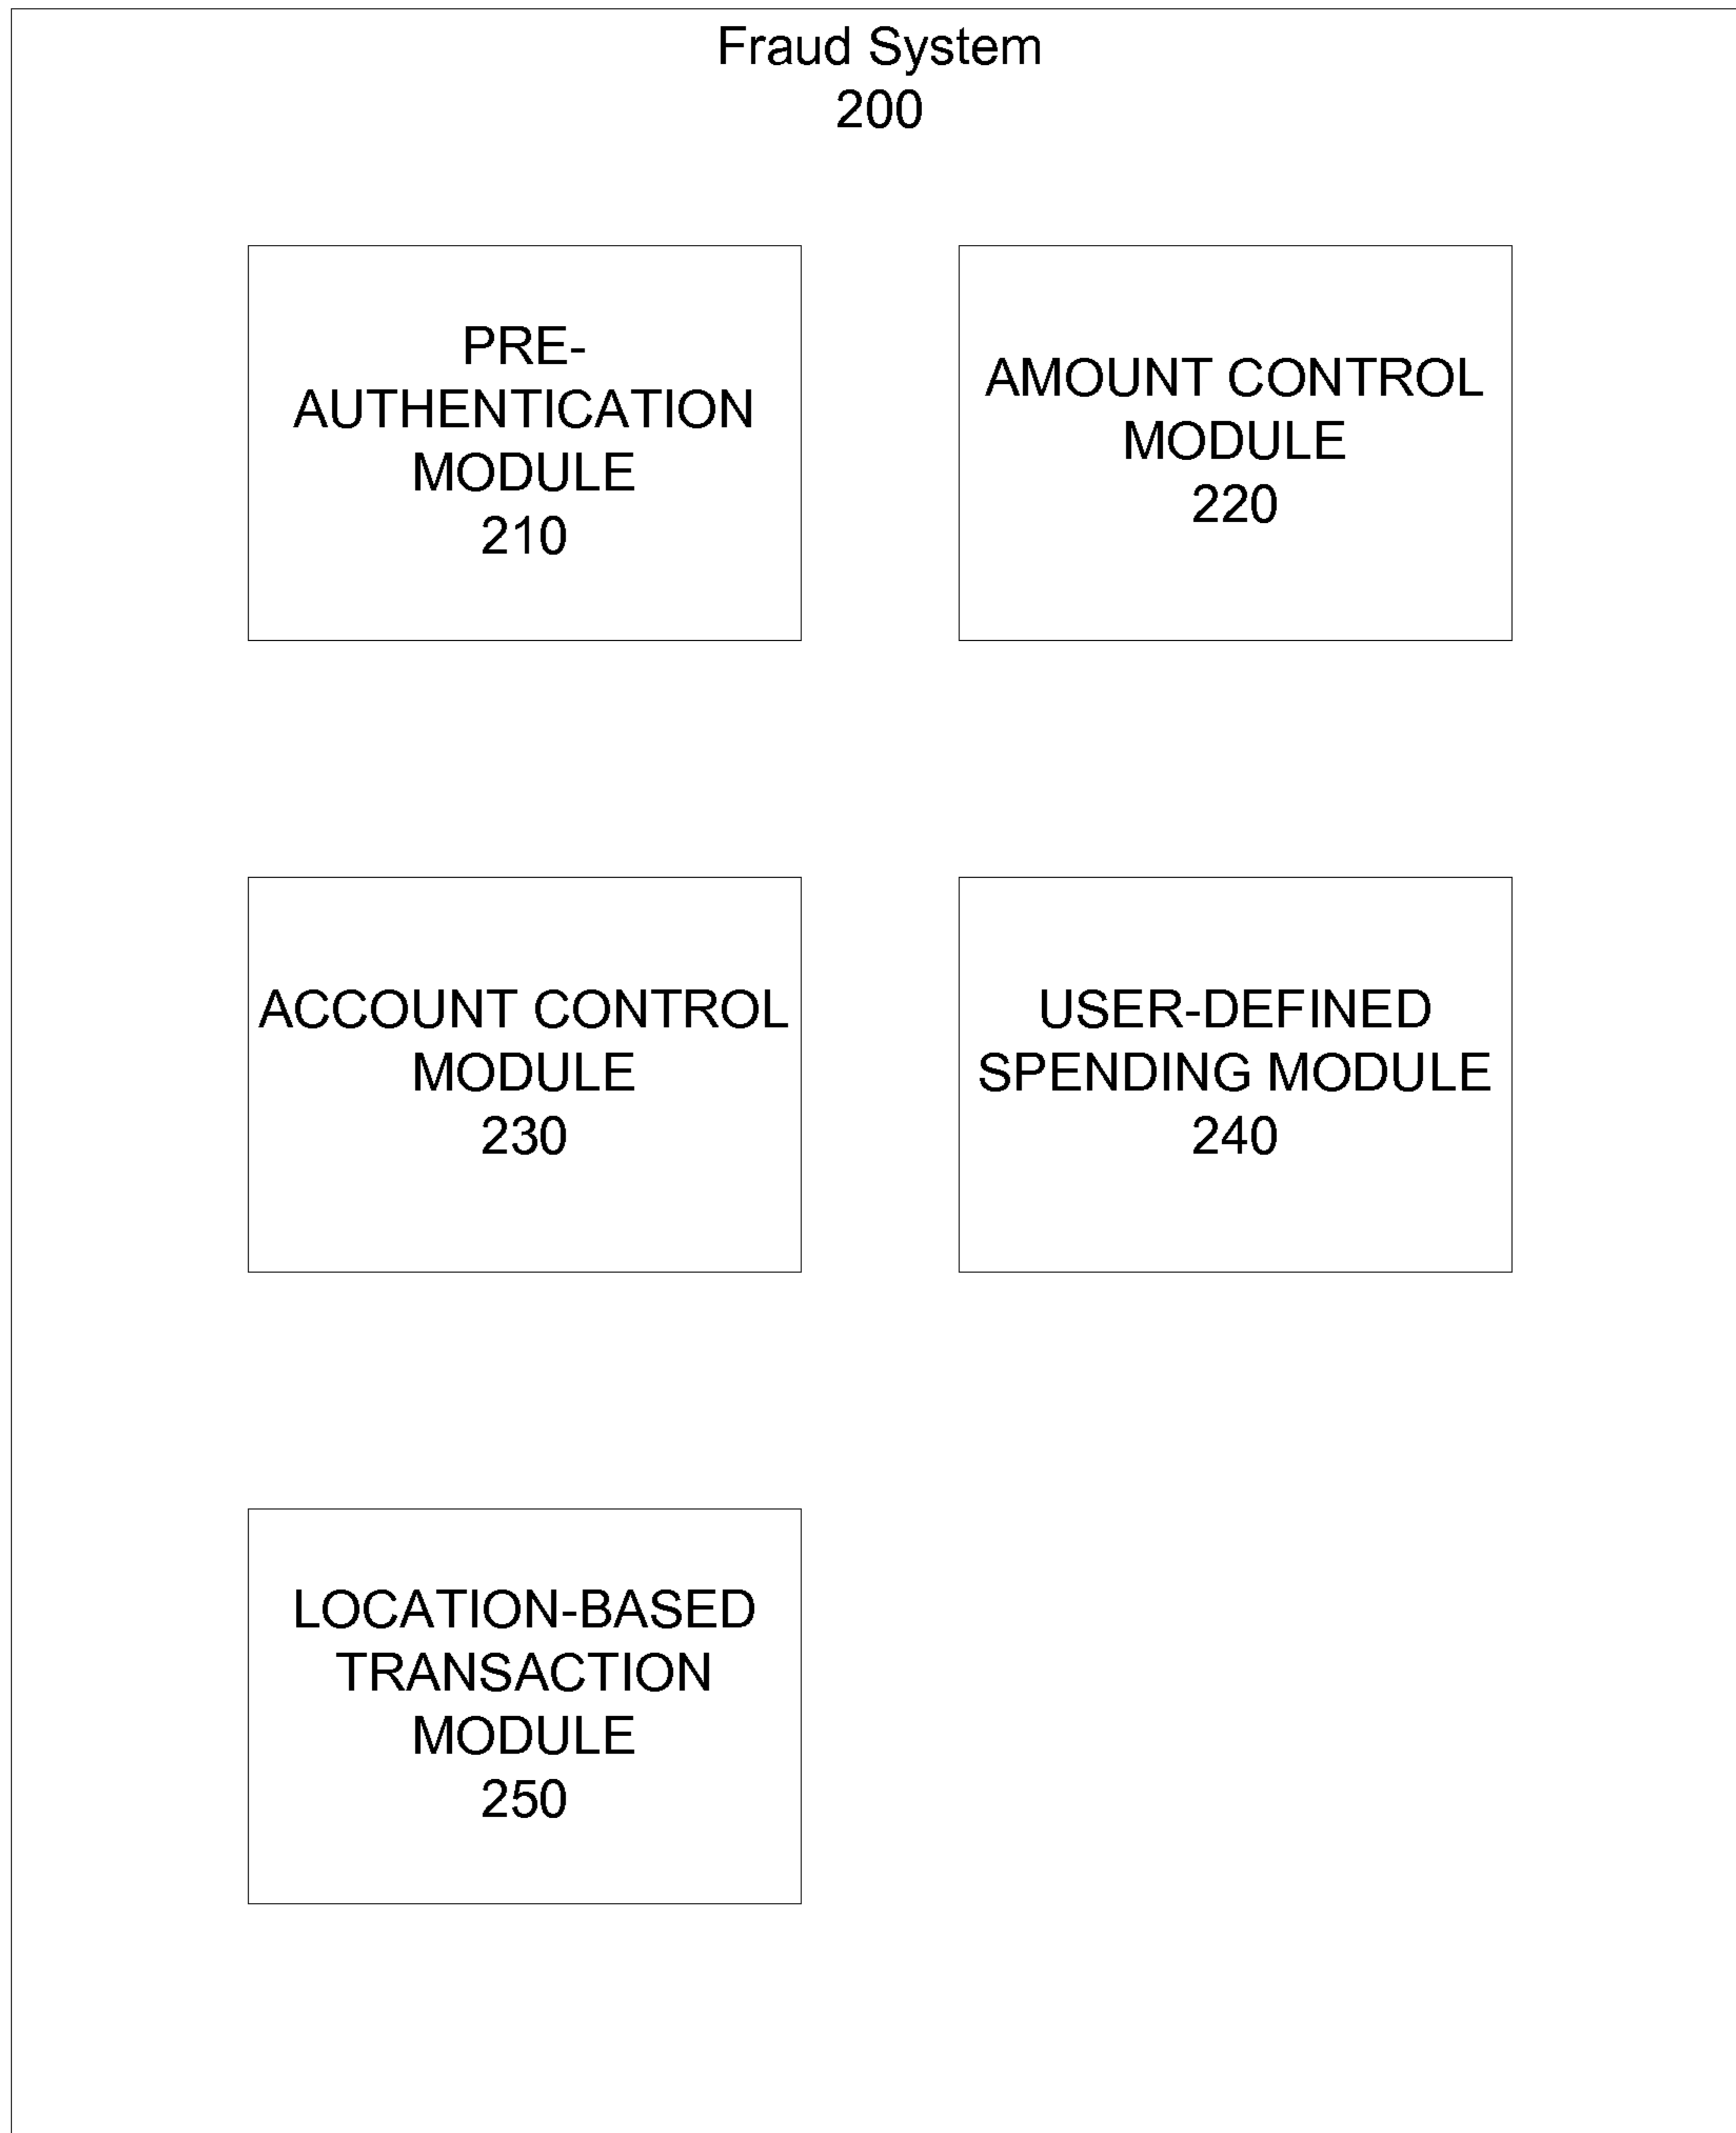 Fraud System
200
PRE-
AUTHENTICATION
MODULE
210
AMOUNT CONTROL
MODULE
220
ACCOUNT CONTROL
MODULE
230
USER-DEFINED
SPENDING MODULE
240
LOCATION-BASED
TRANSACTION
MODULE
250